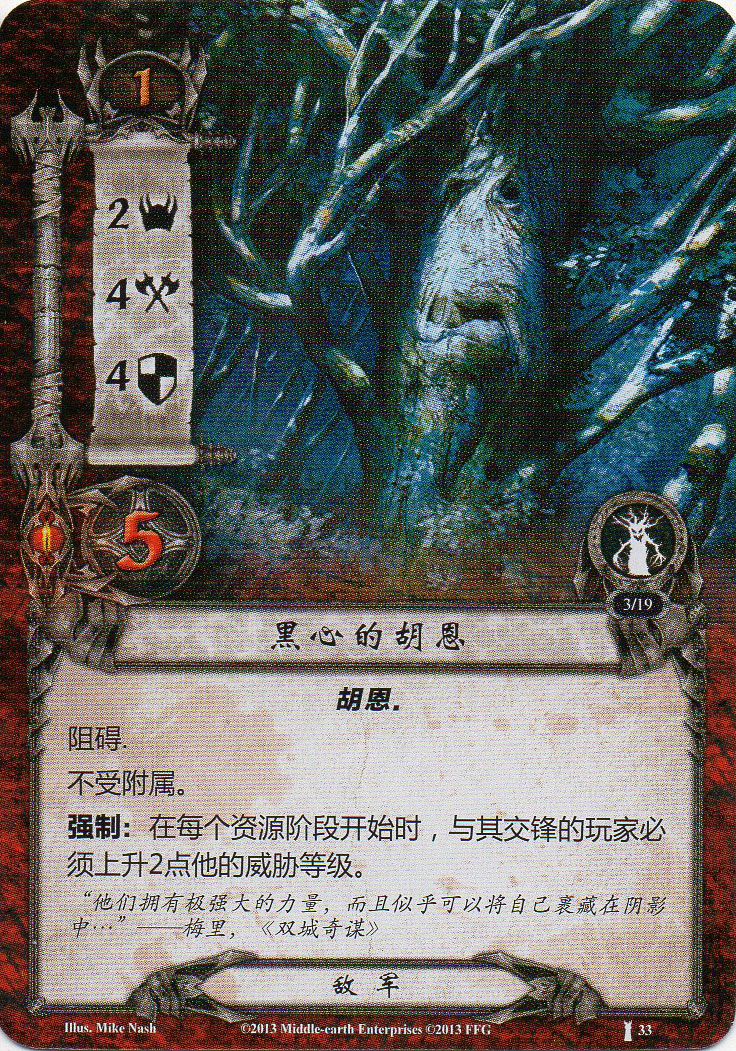 1
2
4
4
5
3/19
黑心的胡恩
胡恩.
阻碍.
不受附属。
强制：在每个资源阶段开始时，与其交锋的玩家必
须上升2点他的威胁等级。
“他们拥有极强大的力量，而且似乎可以将自己裹藏在阴影
中…”——梅里，《双城奇谋》
敌军
Illus. Mike Nash ©2013 Middle-earth Enterprises ©2013 FFG 33